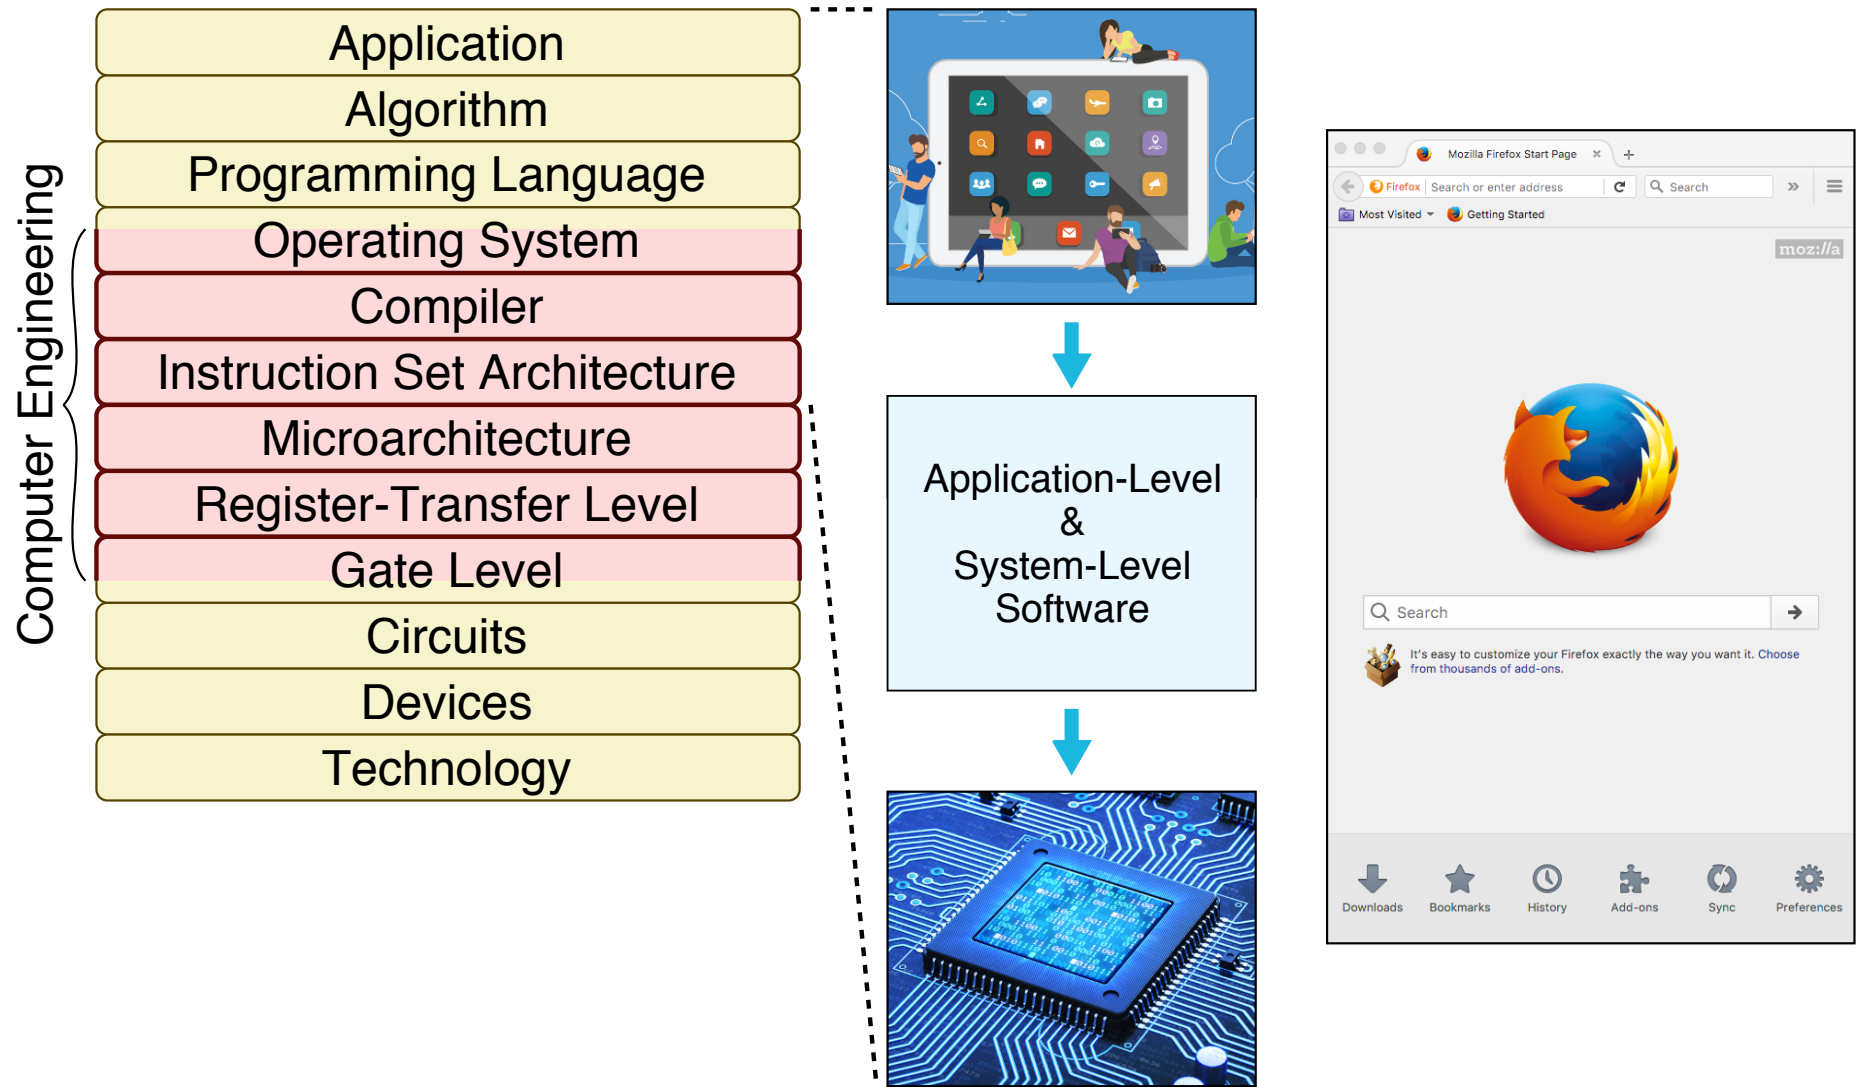 Computer Engineering
Application
Algorithm
Programming Language
Operating System
Compiler
Instruction Set Architecture
Microarchitecture
Register-Transfer Level
Gate Level
Circuits
Devices
Technology
Application-Level
&
System-Level
Software
Mozilla Firefox Start Page
Firefox
Search or enter address
Search
Most Visited
Getting Started
moz://a
Search
It's easy to customize your Firefox exactly the way you want it. Choose
from thousands of add-ons.
Downloads
Bookmarks
History
Add-ons
Sync
Preferences